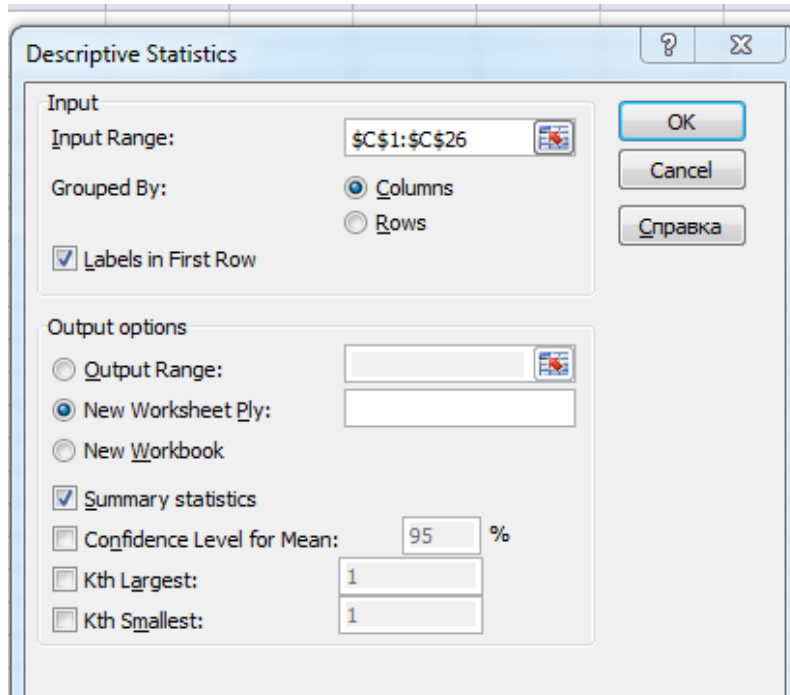 Descriptive Statistics
Input
Input Range: $C$1:$C$26
OK
Cancel
Grouped By: Columns
Rows
Справка
Labels in First Row
Output options
Output Range:
New Worksheet Ply:
New Workbook
Summary statistics
Confidence Level for Mean: 95 %
Kth Largest: 1
Kth Smallest: 1